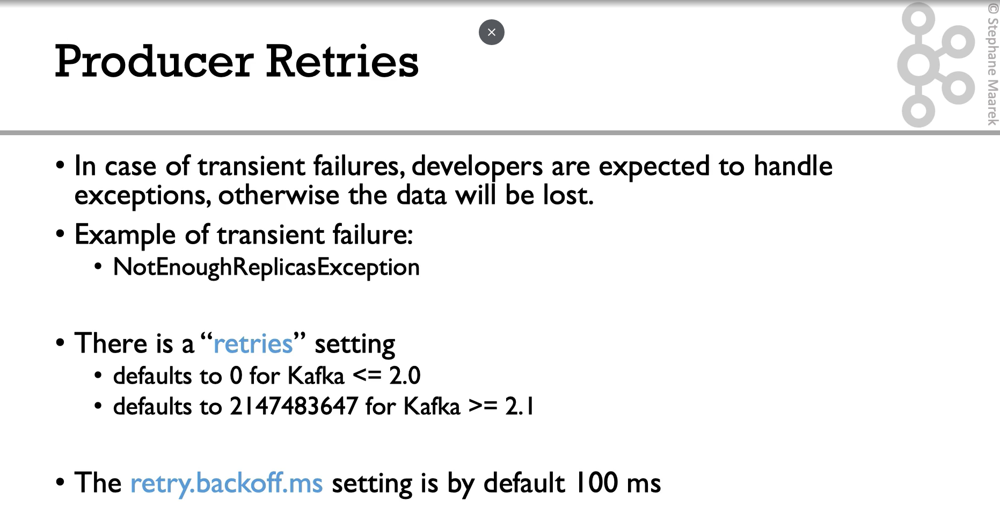 Producer Retries
© Stephane Maarek
• In case of transient failures, developers are expected to handle
exceptions, otherwise the data will be lost.
• Example of transient failure:
• NotEnoughReplicasException
• There is a “retries” setting
• defaults to 0 for Kafka <= 2.0
• defaults to 2147483647 for Kafka >= 2.1
• The retry.backoff.ms setting is by default 100 ms